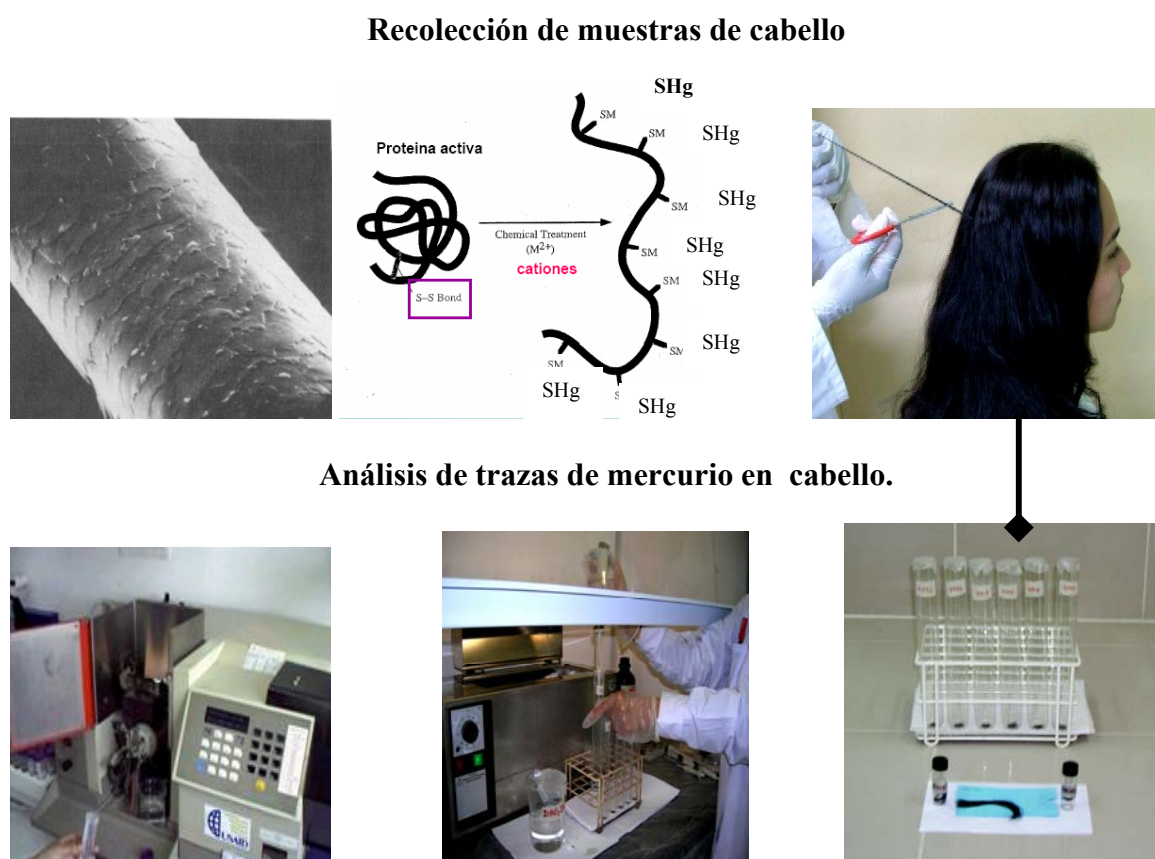 Recolección de muestras de cabello
SHg
SM
SM
SHg
Proteina activa
SM
SHg
Chemical Treatment
(M2+)
cationes
SM
SHg
SM
SHg
S–S Bond
SM
SHg
SM
SHg
S
SHg
Análisis de trazas de mercurio en cabello.
USAID